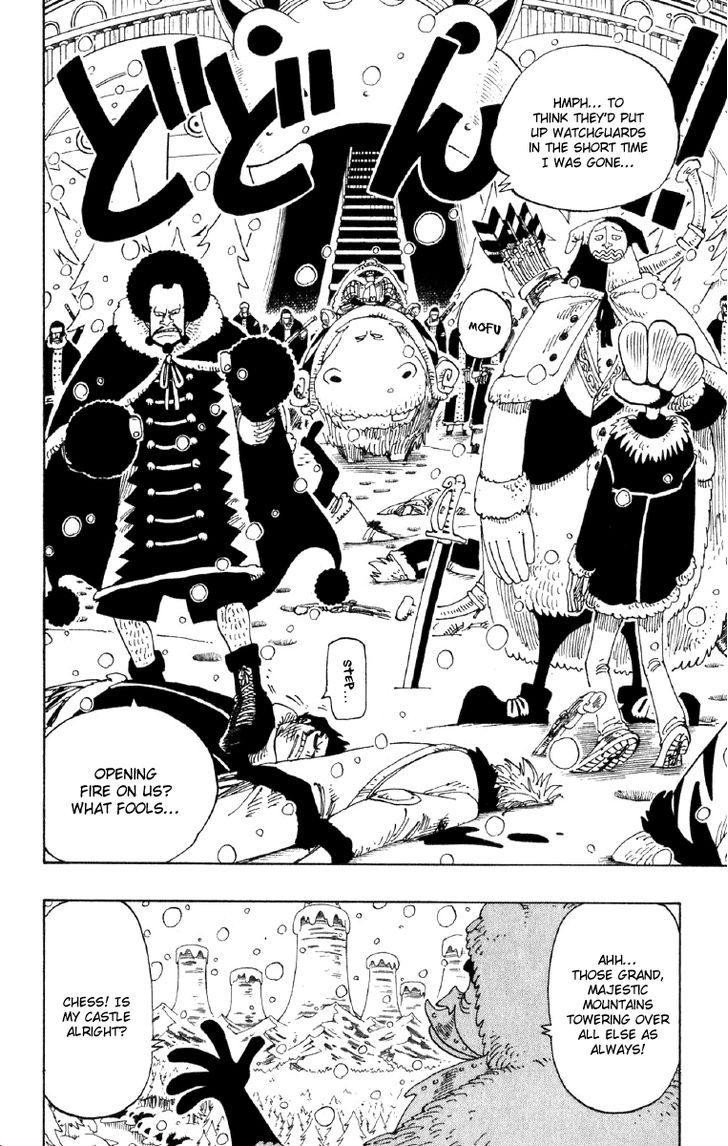 HMPH... TO
THINK THEY'D PUT
UP WATCHGUARDS
IN THE SHORT TIME
I WAS GONE...
どどん!!
MOFU
STEP...
OPENING
FIRE ON US?
WHAT FOOLS...
AHH...
THOSE GRAND,
MAJESTIC
MOUNTAINS
TOWERING OVER
ALL ELSE AS
ALWAYS!
CHESS! IS
MY CASTLE
ALRIGHT?